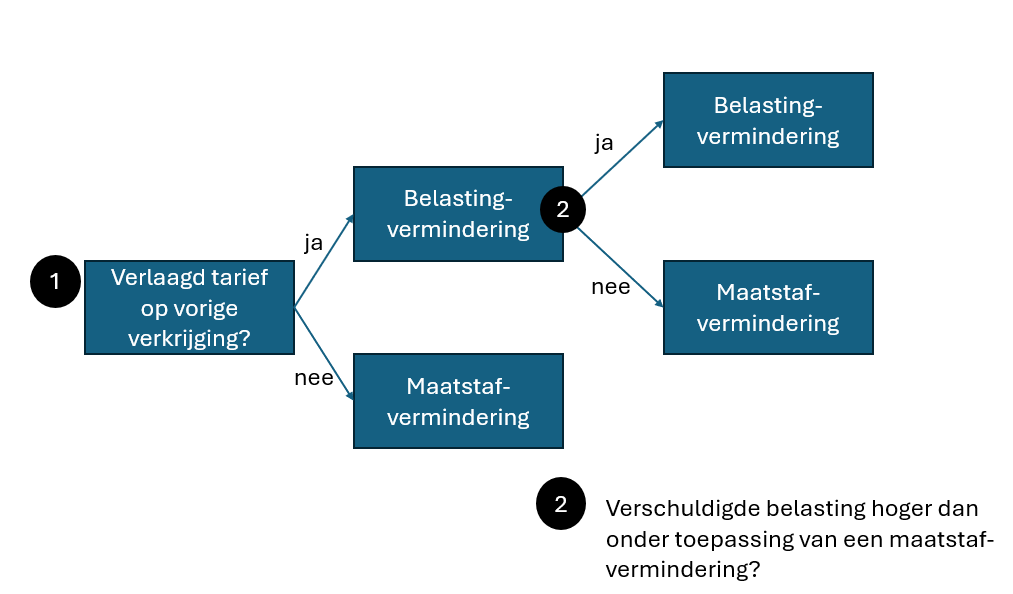 1
Verlaagd tarief
op vorige
verkrijging?
ja
nee
Belasting-
vermindering
Maatstaf-
vermindering
2
ja
nee
Belasting-
vermindering
Maatstaf-
vermindering
2
Verschuldigde belasting hoger dan
onder toepassing van een maatstaf-
vermindering?